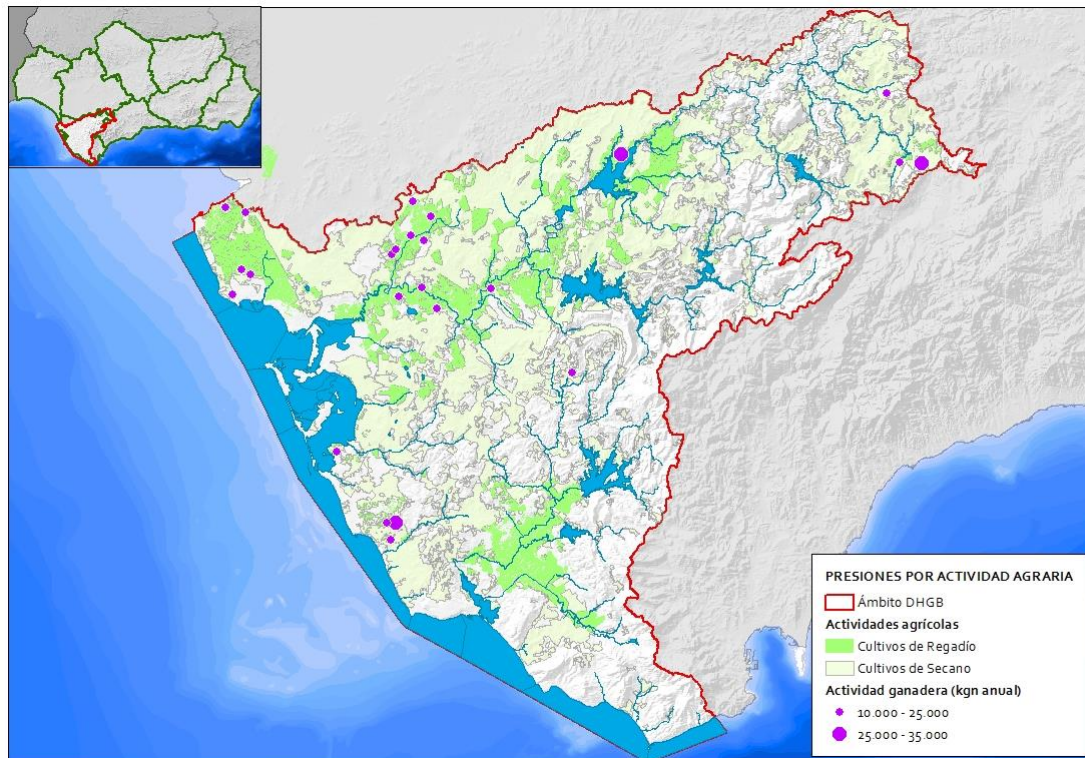 PRESIONES POR ACTIVIDAD AGRARIA
Ámbito DHGB
Actividades agrícolas
Cultivos de Regadío
Cultivos de Secano
Actividad ganadera (kgn anual)
10.000 - 25.000
25.000 - 35.000